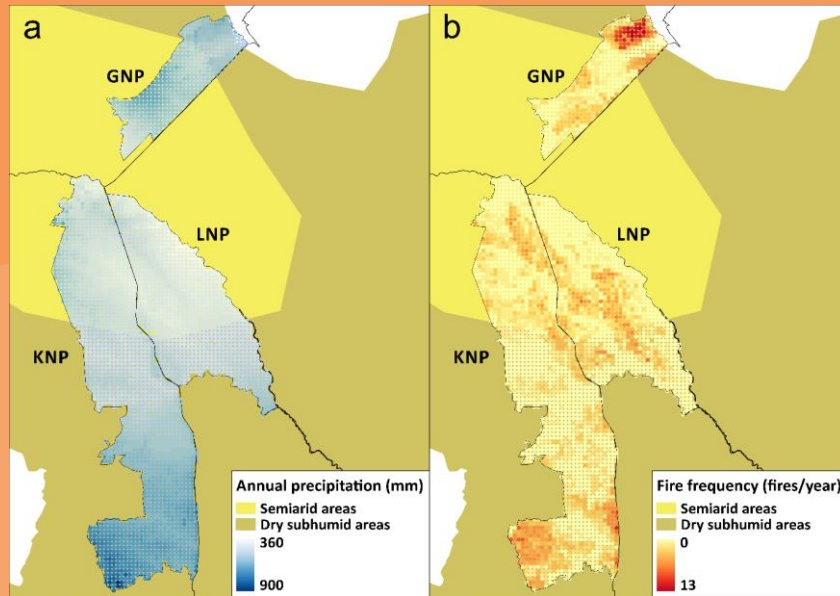 a
GNP
LNP
KNP
Annual precipitation (mm)
Semiarid areas
Dry subhumid areas
360
900
b
GNP
LNP
KNP
Fire frequency (fires/year)
Semiarid areas
Dry subhumid areas
0
13